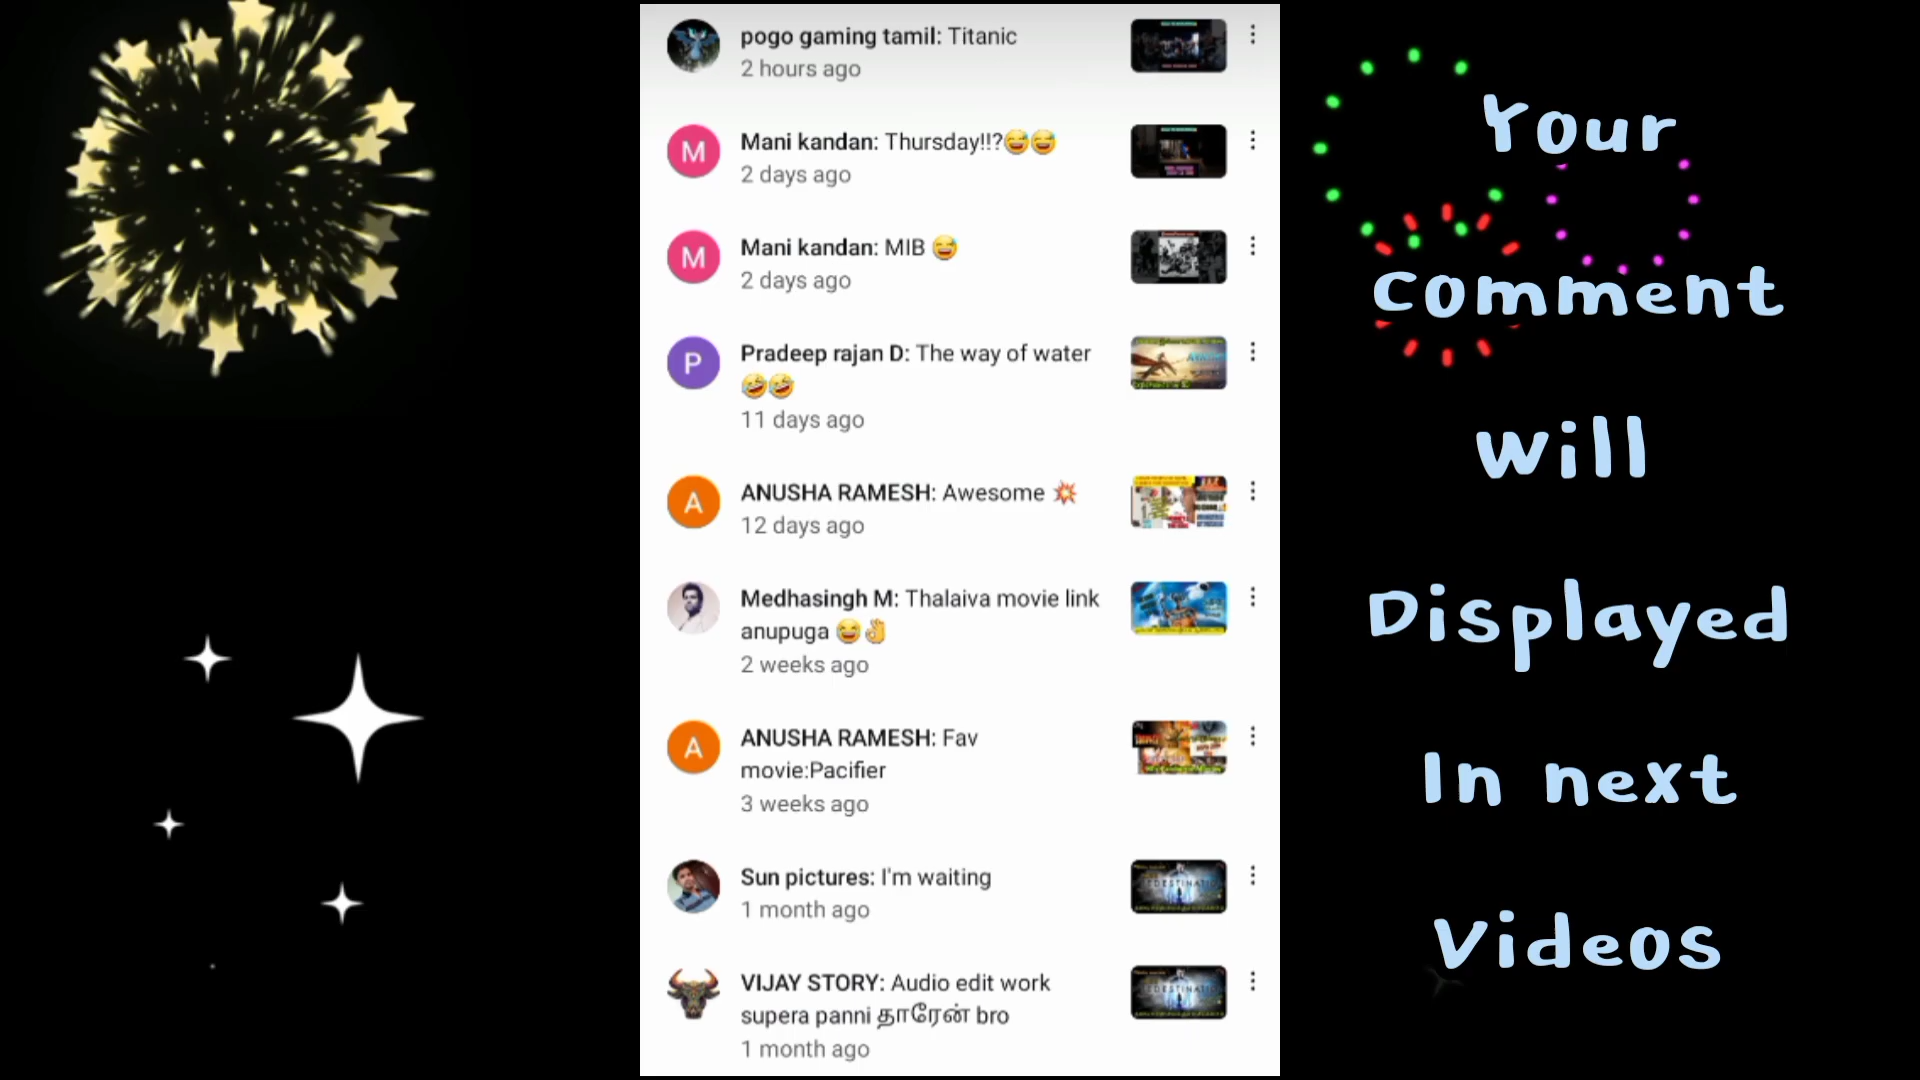 pogo gaming tamil: Titanic
2 hours ago
M
Mani kandan: Thursday!!?😅😅
2 days ago
M
Mani kandan: MIB 😅
2 days ago
P
Pradeep rajan D: The way of water
🤣🤣
11 days ago
A
ANUSHA RAMESH: Awesome 💥
12 days ago
Medhasingh M: Thalaiva movie link
anupuga 😂👌
2 weeks ago
A
ANUSHA RAMESH: Fav
movie:Pacifier
3 weeks ago
Sun pictures: I'm waiting
1 month ago
VIJAY STORY: Audio edit work
supera panni தாரேன் bro
1 month ago
Your
comment
will
Displayed
In next
Videos